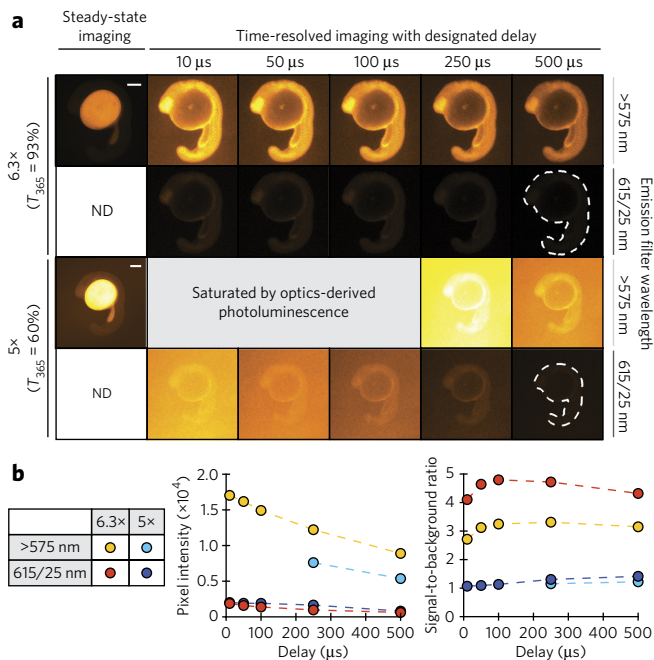 a
Steady-state
imaging
Time-resolved imaging with designated delay
10 µs
50 µs
100 µs
250 µs
500 µs
6.3×
(T365 = 93%)
>575 nm
ND
615/25 nm
5×
(T365 = 60%)
Saturated by optics-derived
photoluminescence
>575 nm
ND
615/25 nm
Emission filter wavelength
b
6.3×
5×
>575 nm
615/25 nm
Pixel intensity (×10⁴)
2.0
1.5
1.0
0.5
0
0
100
200
300
400
500
Delay (µs)
Signal-to-background ratio
5
4
3
2
1
0
0
100
200
300
400
500
Delay (µs)